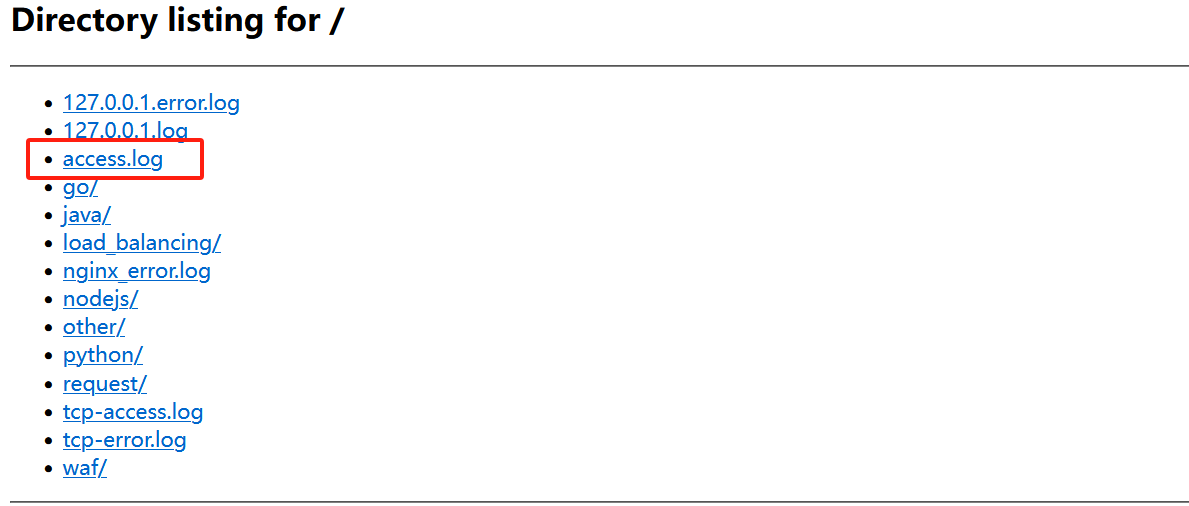 Directory listing for /
127.0.0.1.error.log
127.0.0.1.log
access.log
go/
java/
load_balancing/
nginx_error.log
nodejs/
other/
python/
request/
tcp-access.log
tcp-error.log
waf/